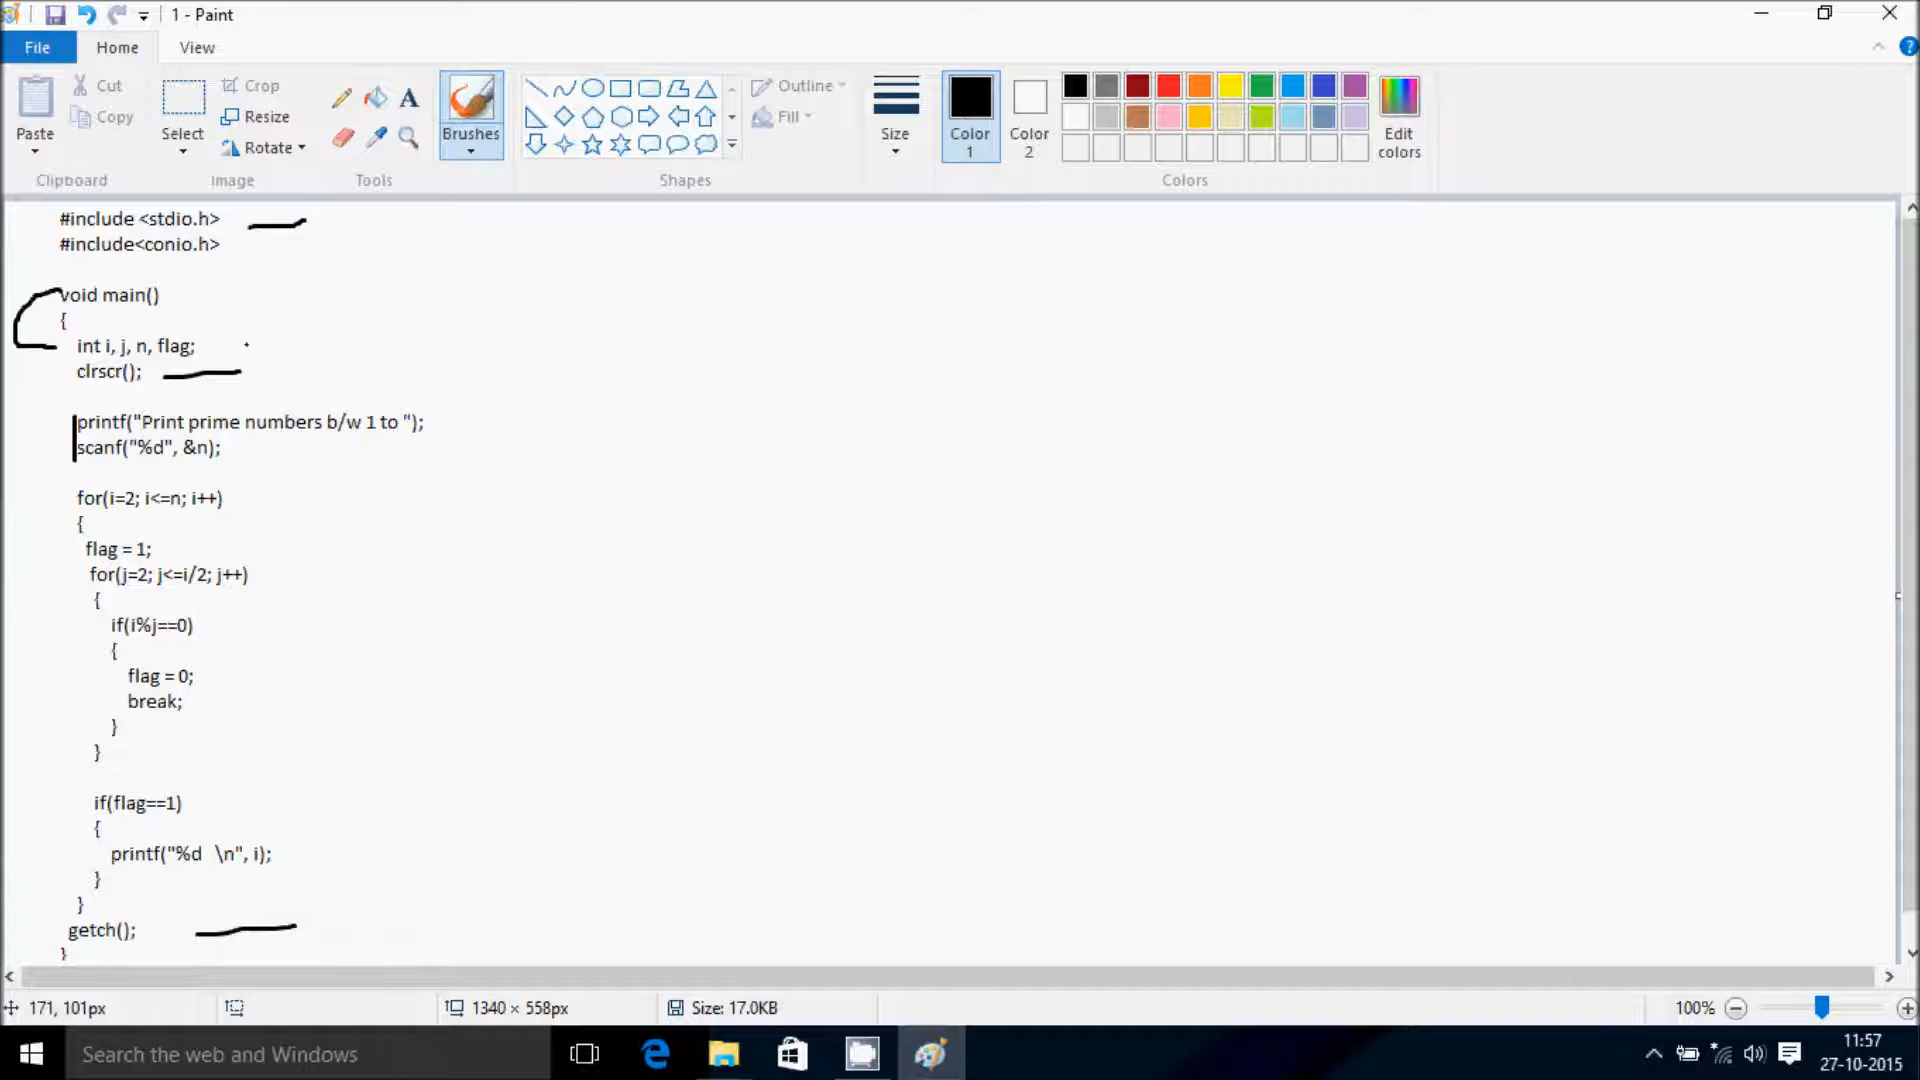 1 - Paint
File Home View
Paste
Cut
Copy
Clipboard
Select
Crop
Resize
Rotate
Image
Tools
Brushes
Shapes
Outline
Fill
Size
Color 1
Color 2
Edit colors
Colors
#include <stdio.h>
#include<conio.h>
void main()
{
int i, j, n, flag;
clrscr();
printf("Print prime numbers b/w 1 to ");
scanf("%d", &n);
for(i=2; i<=n; i++)
{
flag = 1;
for(j=2; j<=i/2; j++)
{
if(i%j==0)
{
flag = 0;
break;
}
}
if(flag==1)
{
printf("%d \n", i);
}
}
getch();
}
171, 101px
1340 × 558px
Size: 17.0KB
100%
Search the web and Windows
11:57
27-10-2015